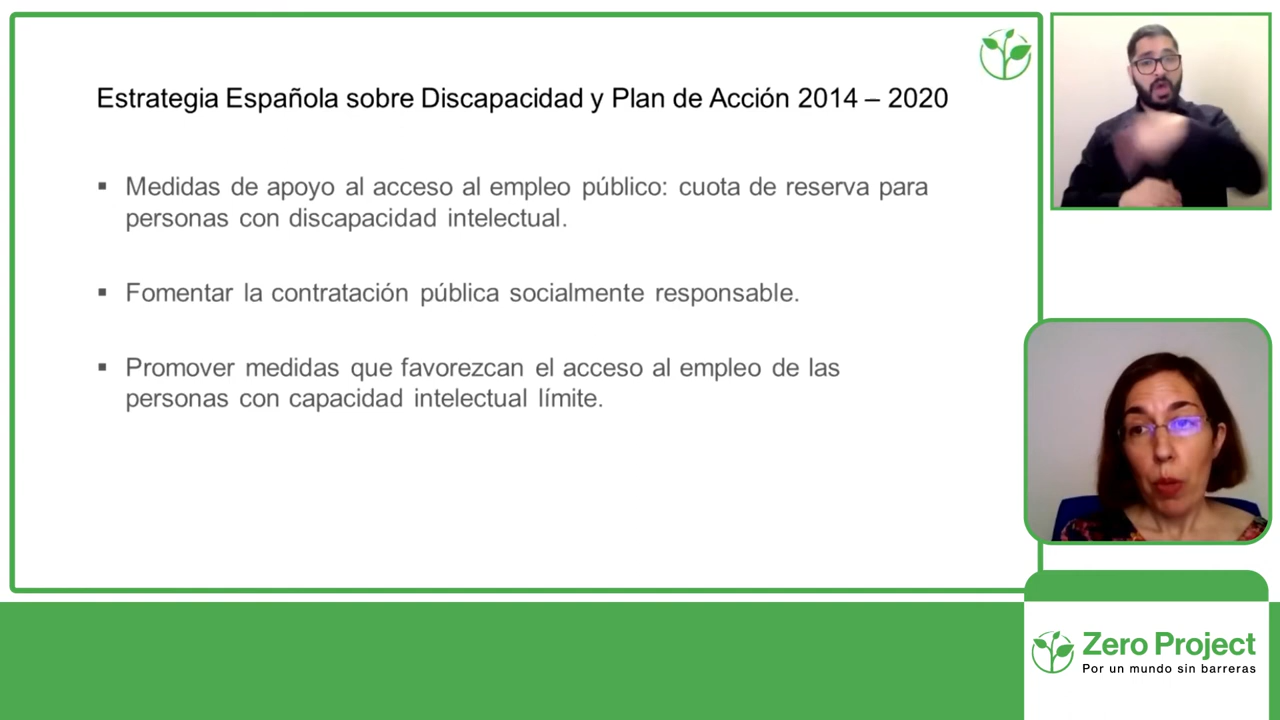 Estrategia Española sobre Discapacidad y Plan de Acción 2014 – 2020
▪ Medidas de apoyo al acceso al empleo público: cuota de reserva para
personas con discapacidad intelectual.
▪ Fomentar la contratación pública socialmente responsable.
▪ Promover medidas que favorezcan el acceso al empleo de las
personas con capacidad intelectual límite.
Zero Project
Por un mundo sin barreras